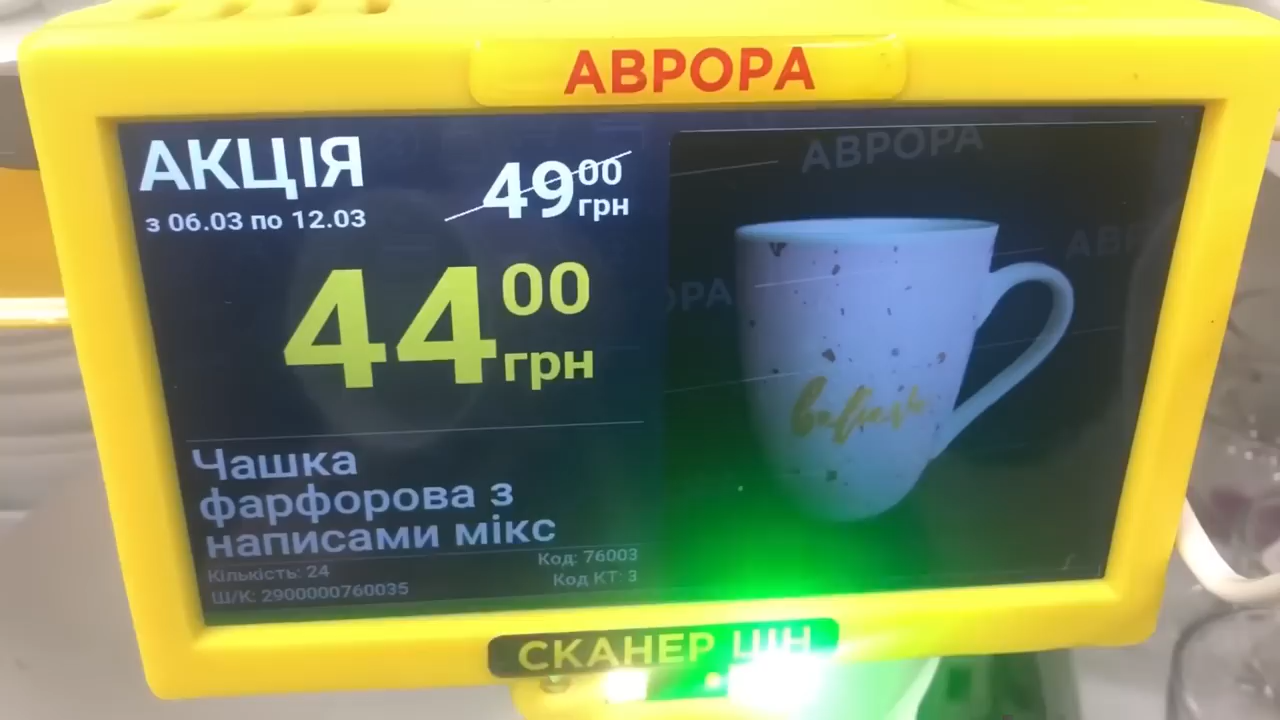 АВРОРА
АКЦІЯ
з 06.03 по 12.03
49 00 грн
44 00 грн
Чашка
фарфорова з
написами мікс
Кількість: 24
Код: 76003
Ш/К: 2900000760035
Код КТ: 3
АВРОРА
СКАНЕР ЦІН